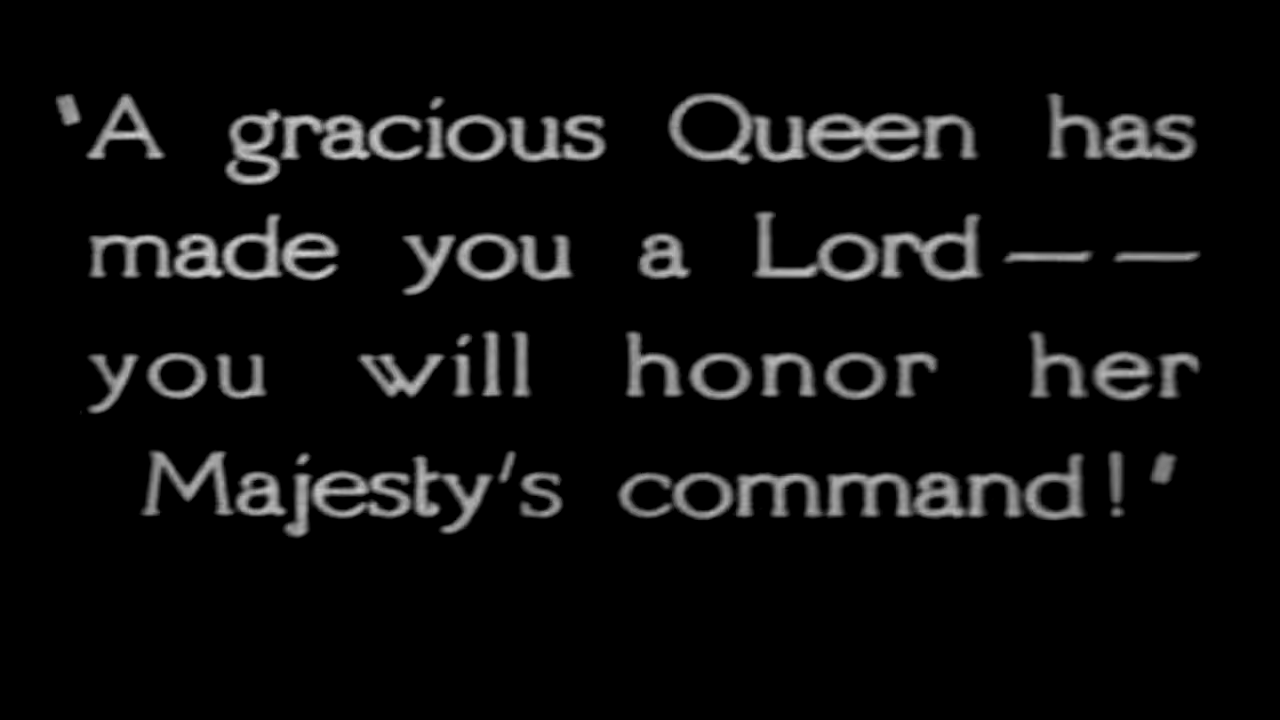 'A gracious Queen has
made you a Lord——
you will honor her
Majesty's command!'